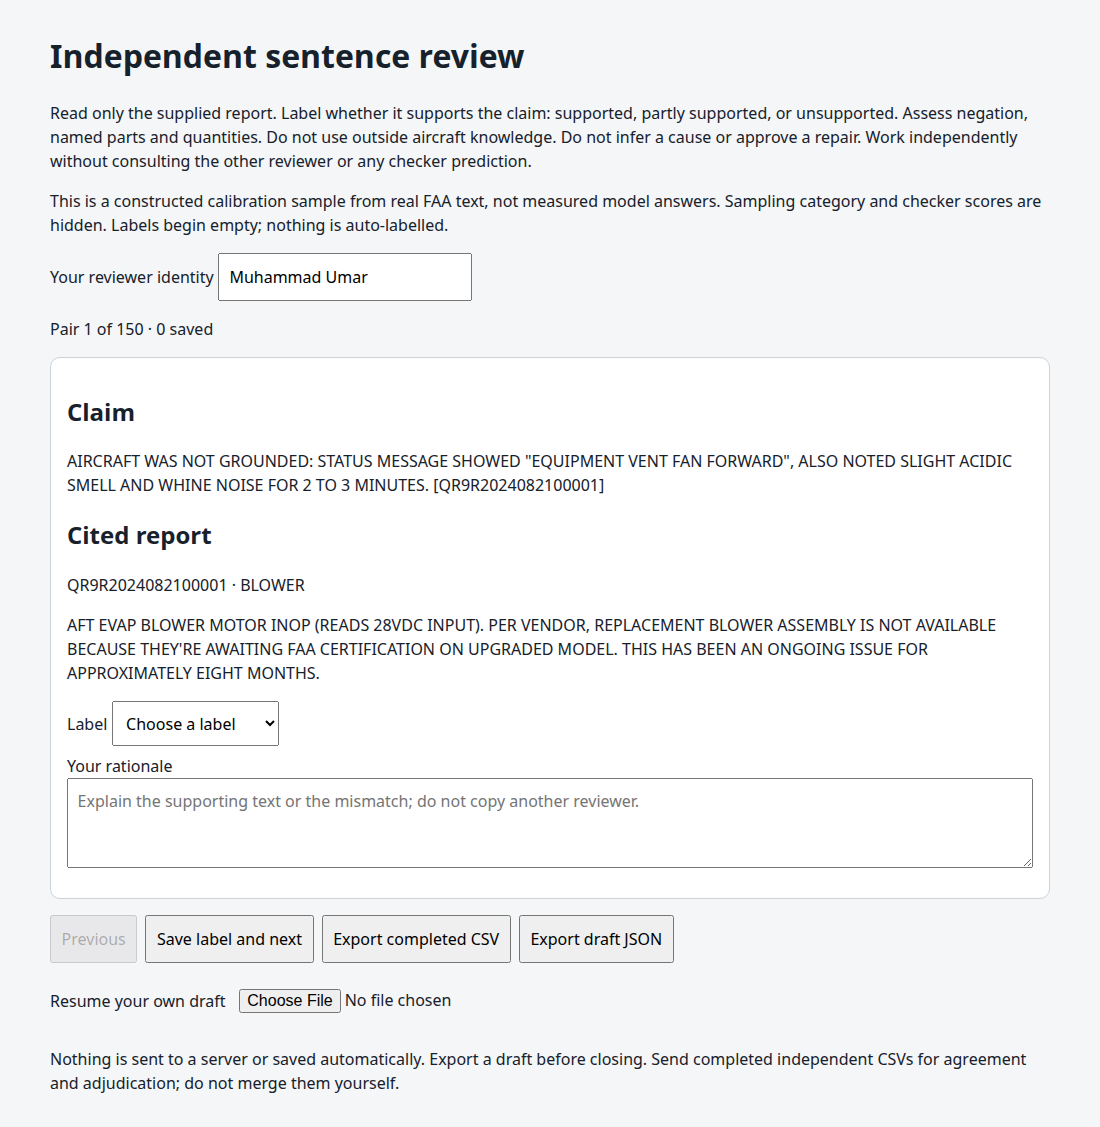 Independent sentence review
Read only the supplied report. Label whether it supports the claim: supported, partly supported, or unsupported. Assess negation,
named parts and quantities. Do not use outside aircraft knowledge. Do not infer a cause or approve a repair. Work independently
without consulting the other reviewer or any checker prediction.
This is a constructed calibration sample from real FAA text, not measured model answers. Sampling category and checker scores are
hidden. Labels begin empty; nothing is auto-labelled.
Your reviewer identity Muhammad Umar
Pair 1 of 150 · 0 saved
Claim
AIRCRAFT WAS NOT GROUNDED: STATUS MESSAGE SHOWED "EQUIPMENT VENT FAN FORWARD", ALSO NOTED SLIGHT ACIDIC
SMELL AND WHINE NOISE FOR 2 TO 3 MINUTES. [QR9R2024082100001]
Cited report
QR9R2024082100001 · BLOWER
AFT EVAP BLOWER MOTOR INOP (READS 28VDC INPUT). PER VENDOR, REPLACEMENT BLOWER ASSEMBLY IS NOT AVAILABLE
BECAUSE THEY'RE AWAITING FAA CERTIFICATION ON UPGRADED MODEL. THIS HAS BEEN AN ONGOING ISSUE FOR
APPROXIMATELY EIGHT MONTHS.
Label Choose a label
Your rationale
Explain the supporting text or the mismatch; do not copy another reviewer.
Previous Save label and next Export completed CSV Export draft JSON
Resume your own draft Choose File No file chosen
Nothing is sent to a server or saved automatically. Export a draft before closing. Send completed independent CSVs for agreement
and adjudication; do not merge them yourself.